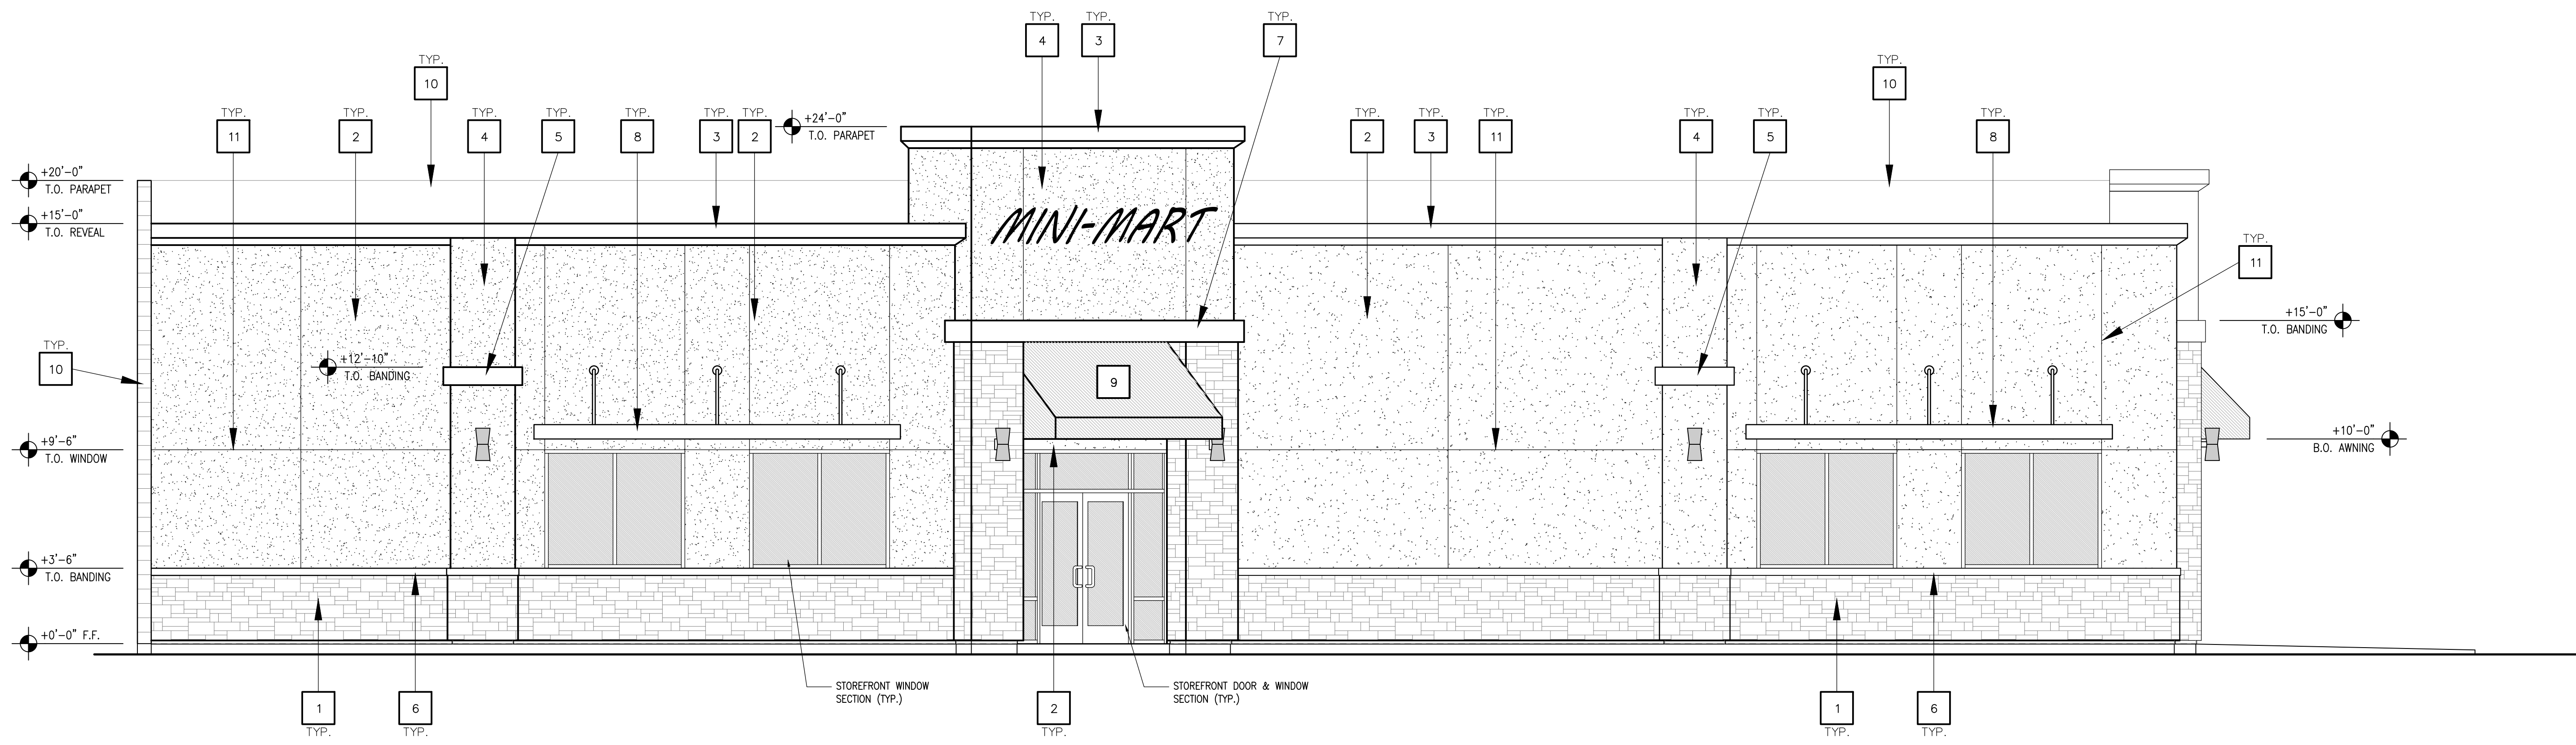 TYP.
4
TYP.
3
TYP.
7
TYP.
10
TYP.
10
TYP.
11
TYP.
2
TYP.
4
TYP.
5
TYP.
8
TYP.
3
TYP.
2
+24'-0"
T.O. PARAPET
TYP.
2
TYP.
3
TYP.
11
TYP.
4
TYP.
5
TYP.
8
+20'-0"
T.O. PARAPET
+15'-0"
T.O. REVEAL
MINI-MART
TYP.
11
+15'-0"
T.O. BANDING
TYP.
10
+12'-10"
T.O. BANDING
9
+9'-6"
T.O. WINDOW
+10'-0"
B.O. AWNING
+3'-6"
T.O. BANDING
+0'-0" F.F.
STOREFRONT WINDOW
SECTION (TYP.)
STOREFRONT DOOR & WINDOW
SECTION (TYP.)
1
TYP.
6
TYP.
2
TYP.
1
TYP.
6
TYP.